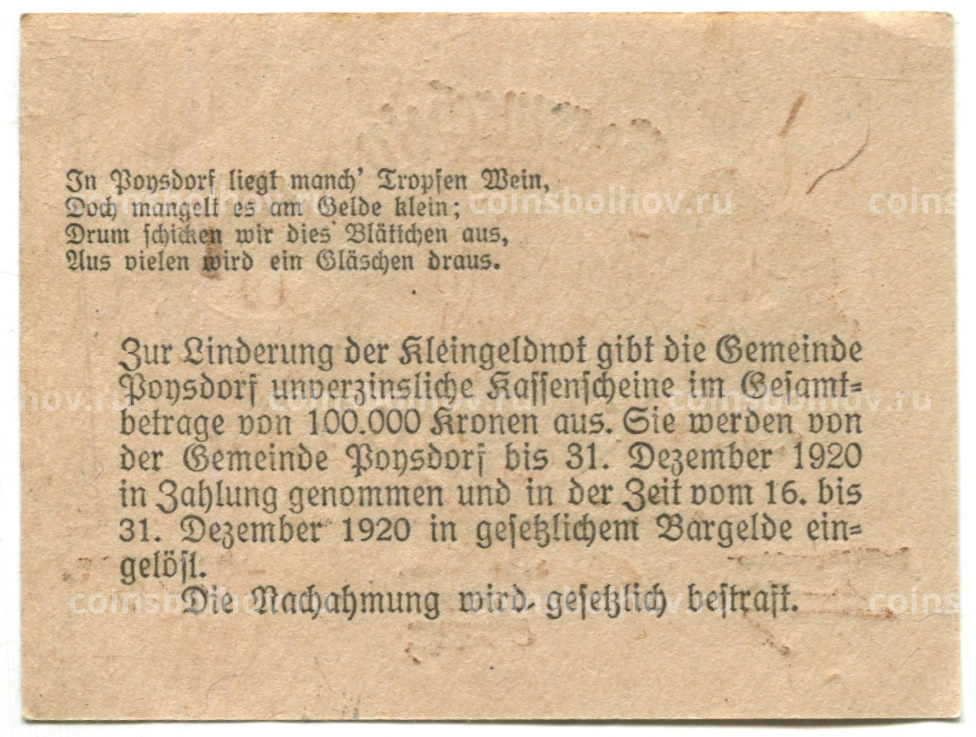 In Poysdorf liegt manch' Tropfen Wein,
Doch mangelt es am Gelde klein;
Drum schicken wir dies Blättchen aus,
Aus vielen wird ein Gläschen draus.
Zur Linderung der Kleingeldnot gibt die Gemeinde
Poysdorf unverzinsliche Kassenscheine im Gesamt=
betrage von 100.000 Kronen aus. Sie werden von
der Gemeinde Poysdorf bis 31. Dezember 1920
in Zahlung genommen und in der Zeit vom 16. bis
31. Dezember 1920 in gesetzlichem Bargelde ein=
gelöst.
Die Nachahmung wird gesetzlich bestraft.
coinsbolhov.ru